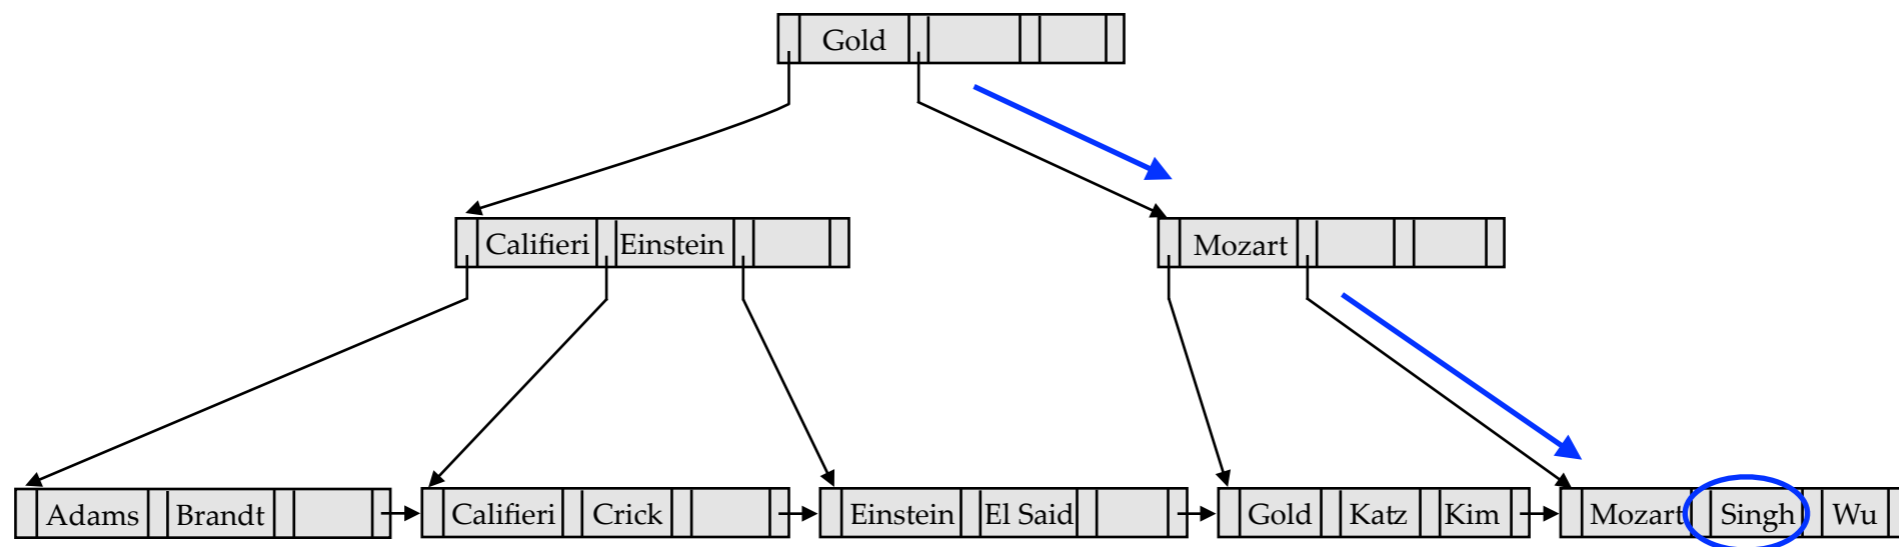 Gold
Califieri Einstein Mozart
Adams Brandt Califieri Crick Einstein El Said Gold Katz Kim Mozart Singh Wu